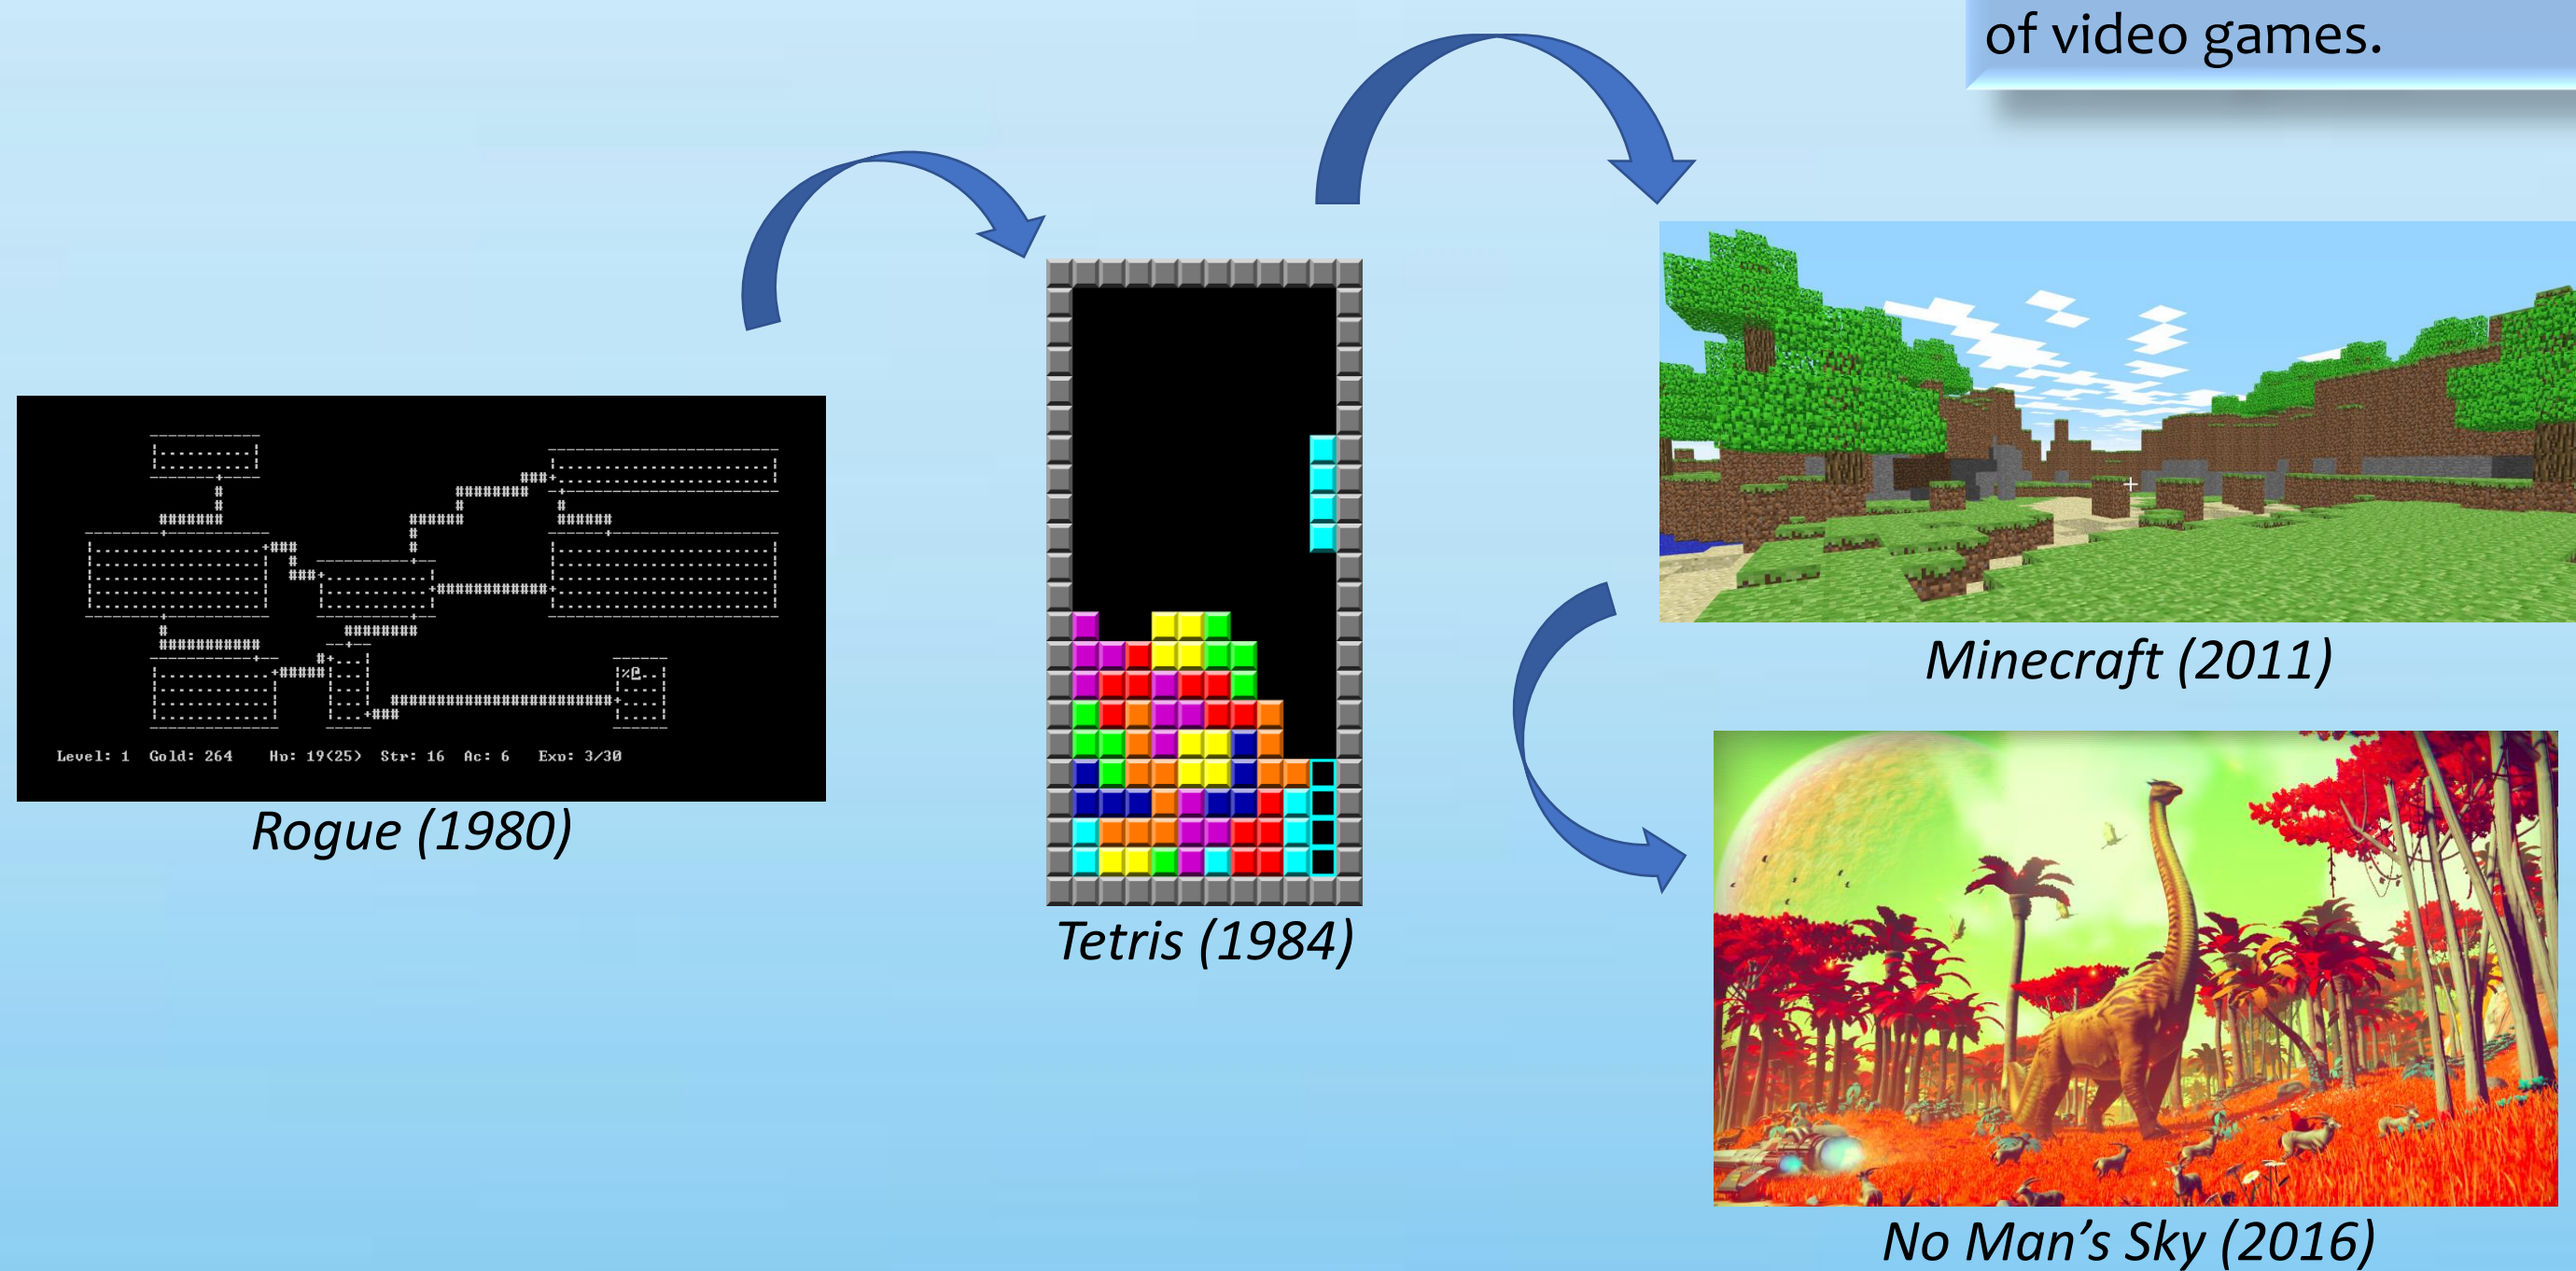 of video games.
Level: 1 Gold: 264 Hp: 19(25) Str: 16 Ac: 6 Exp: 3/30
Rogue (1980)
Tetris (1984)
Minecraft (2011)
No Man’s Sky (2016)